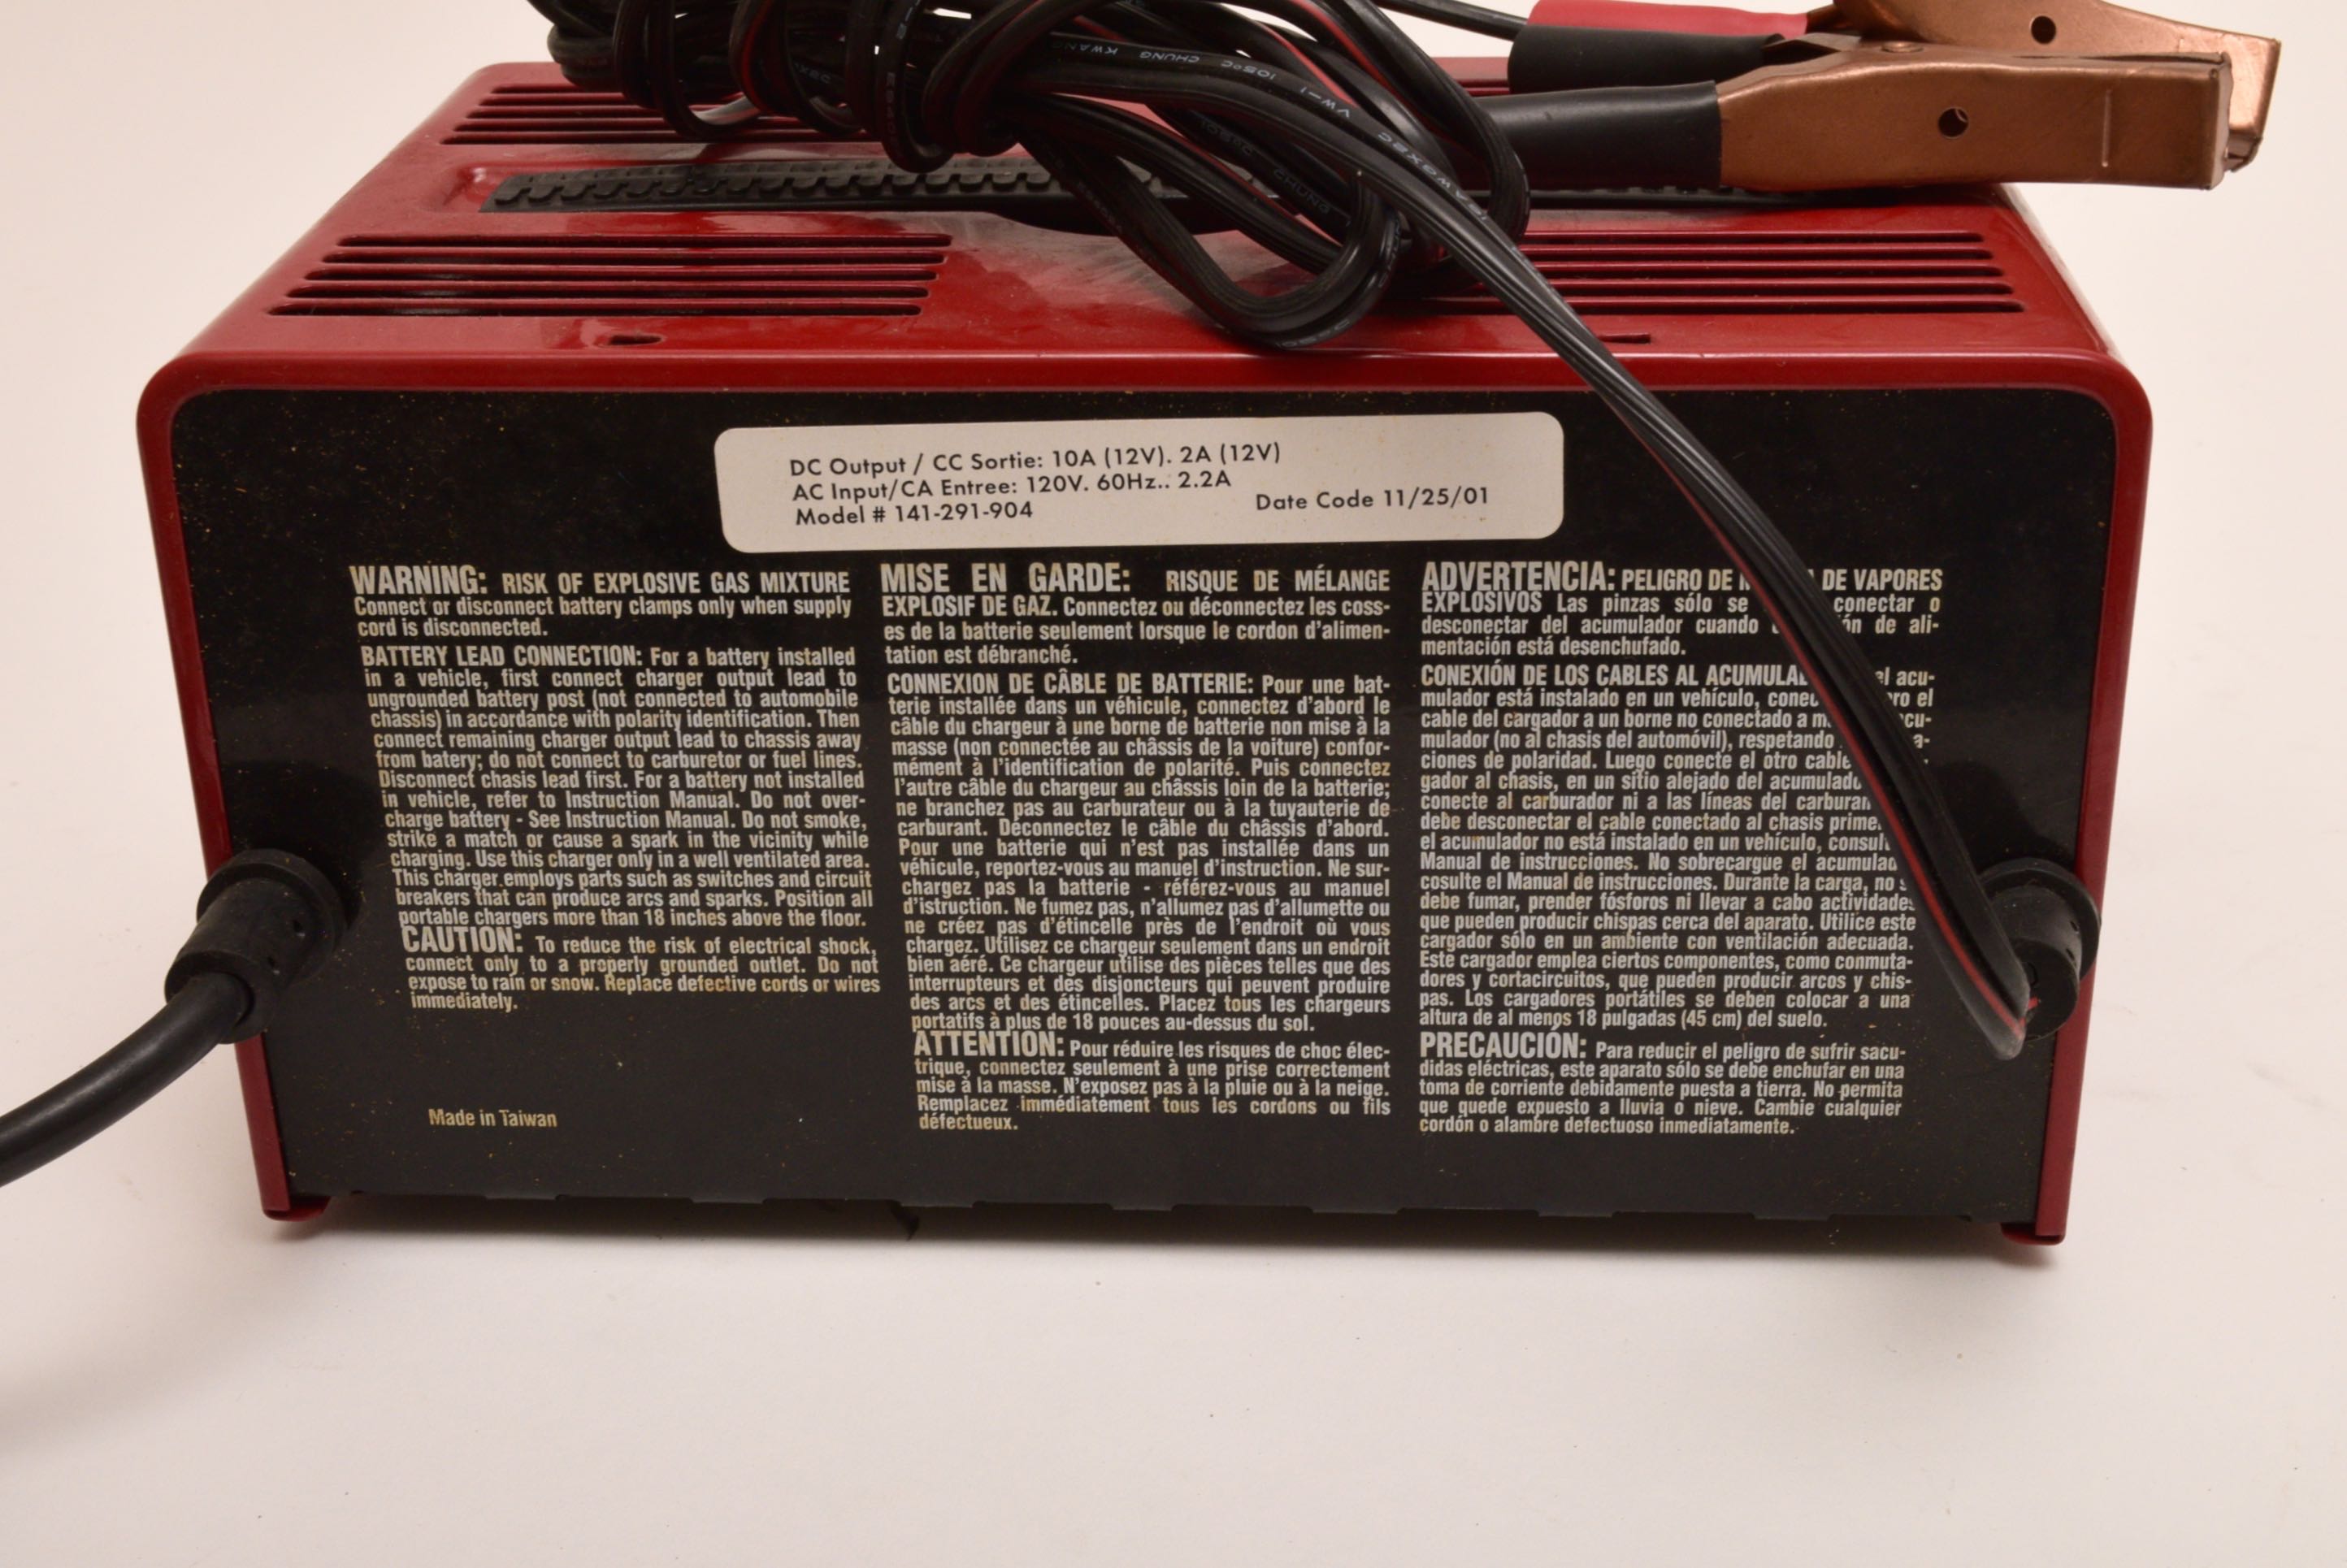 KWANG CHUNG 105°C VW-1 12AWGX2C
DC Output / CC Sortie: 10A (12V). 2A (12V)
AC Input/CA Entree: 120V. 60Hz.. 2.2A
Model # 141-291-904
Date Code 11/25/01
WARNING: RISK OF EXPLOSIVE GAS MIXTURE
Connect or disconnect battery clamps only when supply
cord is disconnected.
BATTERY LEAD CONNECTION: For a battery installed
in a vehicle, first connect charger output lead to
ungrounded battery post (not connected to automobile
chassis) in accordance with polarity identification. Then
connect remaining charger output lead to chassis away
from batery; do not connect to carburetor or fuel lines.
Disconnect chasis lead first. For a battery not installed
in vehicle, refer to Instruction Manual. Do not over-
charge battery - See Instruction Manual. Do not smoke,
strike a match or cause a spark in the vicinity while
charging. Use this charger only in a well ventilated area.
This charger employs parts such as switches and circuit
breakers that can produce arcs and sparks. Position all
portable chargers more than 18 inches above the floor.
CAUTION: To reduce the risk of electrical shock,
connect only to a properly grounded outlet. Do not
expose to rain or snow. Replace defective cords or wires
immediately.
Made in Taiwan
MISE EN GARDE: RISQUE DE MÉLANGE
EXPLOSIF DE GAZ. Connectez ou déconnectez les coss-
es de la batterie seulement lorsque le cordon d'alimen-
tation est débranché.
CONNEXION DE CÂBLE DE BATTERIE: Pour une bat-
terie installée dans un véhicule, connectez d'abord le
câble du chargeur à une borne de batterie non mise à la
masse (non connectée au châssis de la voiture) confor-
mément à l'identification de polarité. Puis connectez
l'autre câble du chargeur au châssis loin de la batterie;
ne branchez pas au carburateur ou à la tuyauterie de
carburant. Déconnectez le câble du châssis d'abord.
Pour une batterie qui n'est pas installée dans un
véhicule, reportez-vous au manuel d'instruction. Ne sur-
chargez pas la batterie - référez-vous au manuel
d'istruction. Ne fumez pas, n'allumez pas d'allumette ou
ne créez pas d'étincelle près de l'endroit où vous
chargez. Utilisez ce chargeur seulement dans un endroit
bien aéré. Ce chargeur utilise des pièces telles que des
interrupteurs et des disjoncteurs qui peuvent produire
des arcs et des étincelles. Placez tous les chargeurs
portatifs à plus de 18 pouces au-dessus du sol.
ATTENTION: Pour réduire les risques de choc élec-
trique, connectez seulement à une prise correctement
mise à la masse. N'exposez pas à la pluie ou à la neige.
Remplacez immédiatement tous les cordons ou fils
défectueux.
ADVERTENCIA: PELIGRO DE DE VAPORES
EXPLOSIVOS Las pinzas sólo se conectar o
desconectar del acumulador cuando de ali-
mentación está desenchufado.
CONEXIÓN DE LOS CABLES AL el acu-
mulador está instalado en un vehículo, el
cable del cargador a un borne no conectado a
mulador (no al chasis del automóvil), respetando
ciones de polaridad. Luego conecte el otro cable
gador al chasis, en un sitio alejado del
conecte al carburador ni a las líneas del
debe desconectar el cable conectado al chasis
el acumulador no está instalado en un vehículo,
Manual de instrucciones. No sobrecargue el
cosulte el Manual de instrucciones. Durante la carga, no
debe fumar, prender fósforos ni llevar a cabo actividades
que pueden producir chispas cerca del aparato. Utilice este
cargador sólo en un ambiente con ventilación adecuada.
Este cargador emplea ciertos componentes, como conmuta-
dores y cortacircuitos, que pueden producir arcos y chis-
pas. Los cargadores portátiles se deben colocar a una
altura de al menos 18 pulgadas (45 cm) del suelo.
PRECAUCIÓN: Para reducir el peligro de sufrir sacu-
didas eléctricas, este aparato sólo se debe enchufar en una
toma de corriente debidamente puesta a tierra. No permita
que quede expuesto a lluvia o nieve. Cambie cualquier
cordón o alambre defectuoso inmediatamente.